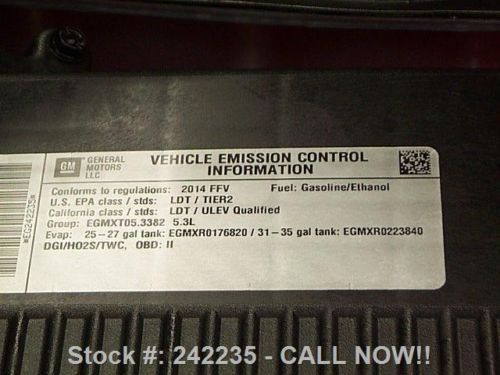 GM
GENERAL
MOTORS
LLC
VEHICLE EMISSION CONTROL
INFORMATION
Conforms to regulations: 2014 FFV Fuel: Gasoline/Ethanol
U.S. EPA class / stds: LDT / TIER2
California class / stds: LDT / ULEV Qualified
Group: EGMXT05.3382 5.3L
Evap: 25-27 gal tank: EGMXR0176820 / 31-35 gal tank: EGMXR0223840
DGI/HO2S/TWC, OBD: II
*EG242235*
Stock #: 242235 - CALL NOW!!